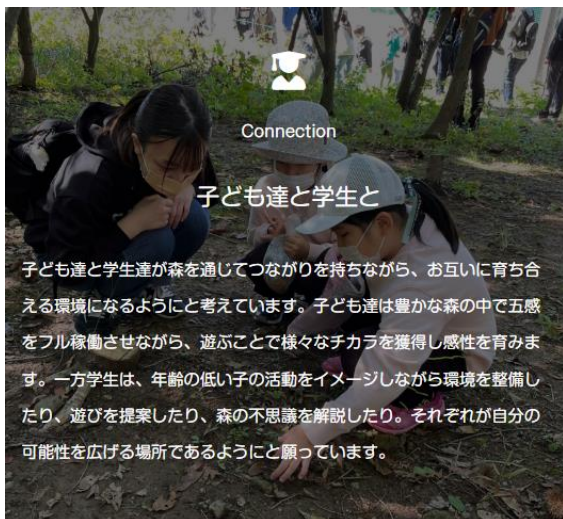 Connection
子ども達と学生と
子ども達と学生達が森を通じてつながりを持ちながら、お互いに育ち合
える環境になるようにと考えています。子ども達は豊かな森の中で五感
をフル稼働させながら、遊ぶことで様々なチカラを獲得し感性を育みま
す。一方学生は、年齢の低い子の活動をイメージしながら環境を整備し
たり、遊びを提案したり、森の不思議を解説したり。それぞれが自分の
可能性を広げる場所であるようにと願っています。